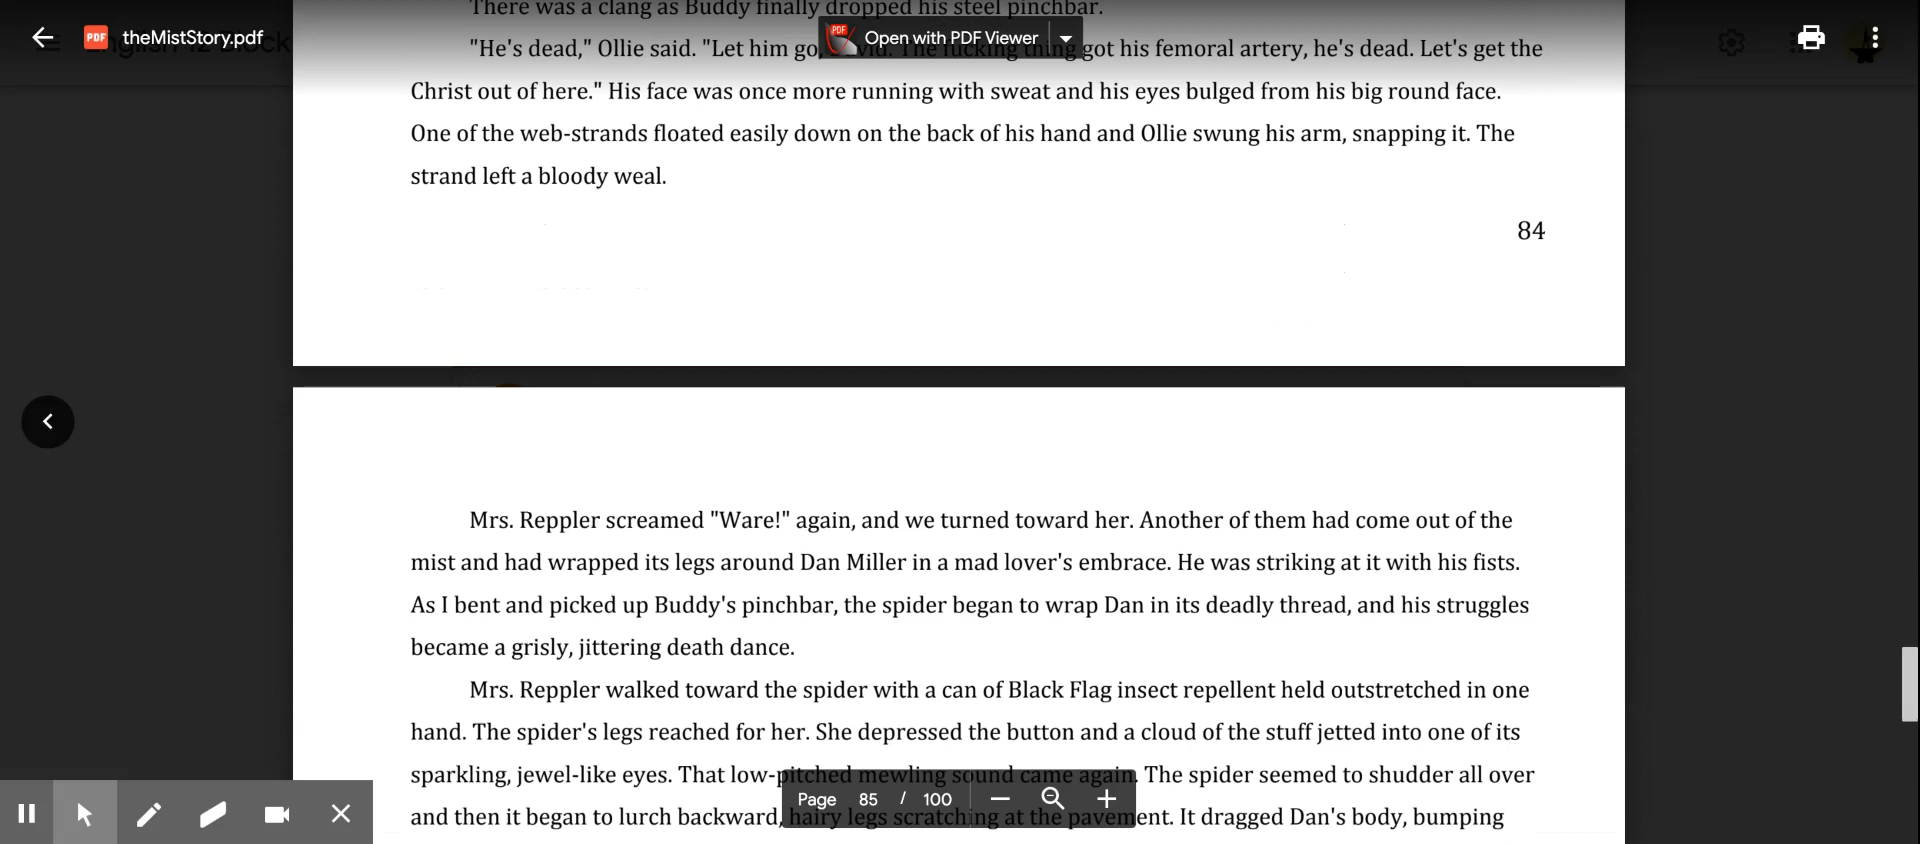 There was a clang as Buddy finally dropped his steel pinchbar.
theMistStory.pdf
PDF
Open with PDF Viewer
"He's dead," Ollie said. "Let him go, The fucking thing got his femoral artery, he's dead. Let's get the
Christ out of here." His face was once more running with sweat and his eyes bulged from his big round face.
One of the web-strands floated easily down on the back of his hand and Ollie swung his arm, snapping it. The
strand left a bloody weal.
84
Mrs. Reppler screamed "Ware!" again, and we turned toward her. Another of them had come out of the
mist and had wrapped its legs around Dan Miller in a mad lover's embrace. He was striking at it with his fists.
As I bent and picked up Buddy's pinchbar, the spider began to wrap Dan in its deadly thread, and his struggles
became a grisly, jittering death dance.
Mrs. Reppler walked toward the spider with a can of Black Flag insect repellent held outstretched in one
hand. The spider's legs reached for her. She depressed the button and a cloud of the stuff jetted into one of its
sparkling, jewel-like eyes. That low-pitched mewling sound came again. The spider seemed to shudder all over
and then it began to lurch backward, hairy legs scratching at the pavement. It dragged Dan's body, bumping
Page 85 / 100